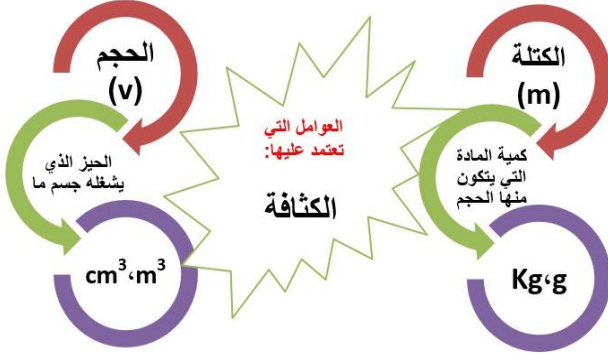 الكتلة
(m)
كمية المادة
التي يتكون
منها الحجم
Kg،g
العوامل التي
تعتمد عليها:
الكثافة
الحجم
(v)
الحيز الذي
يشغله جسم ما
cm³،m³